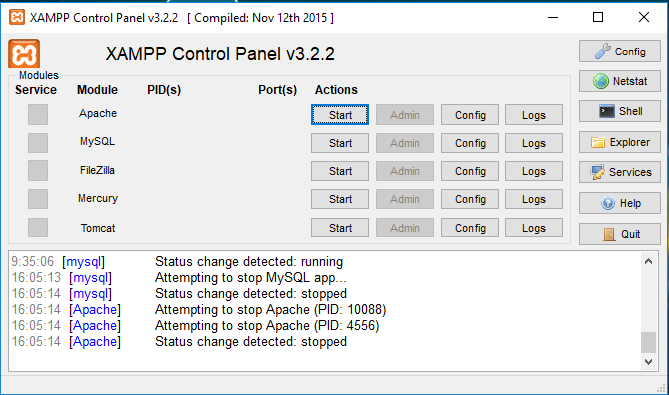 XAMPP Control Panel v3.2.2 [ Compiled: Nov 12th 2015 ]
XAMPP Control Panel v3.2.2
Config
Modules
Service Module PID(s) Port(s) Actions
Netstat
Apache Start Admin Config Logs
Shell
MySQL Start Admin Config Logs
Explorer
FileZilla Start Admin Config Logs
Services
Mercury Start Admin Config Logs
Help
Tomcat Start Admin Config Logs
Quit
9:35:06 [mysql] Status change detected: running
16:05:13 [mysql] Attempting to stop MySQL app...
16:05:14 [mysql] Status change detected: stopped
16:05:14 [Apache] Attempting to stop Apache (PID: 10088)
16:05:14 [Apache] Attempting to stop Apache (PID: 4556)
16:05:14 [Apache] Status change detected: stopped